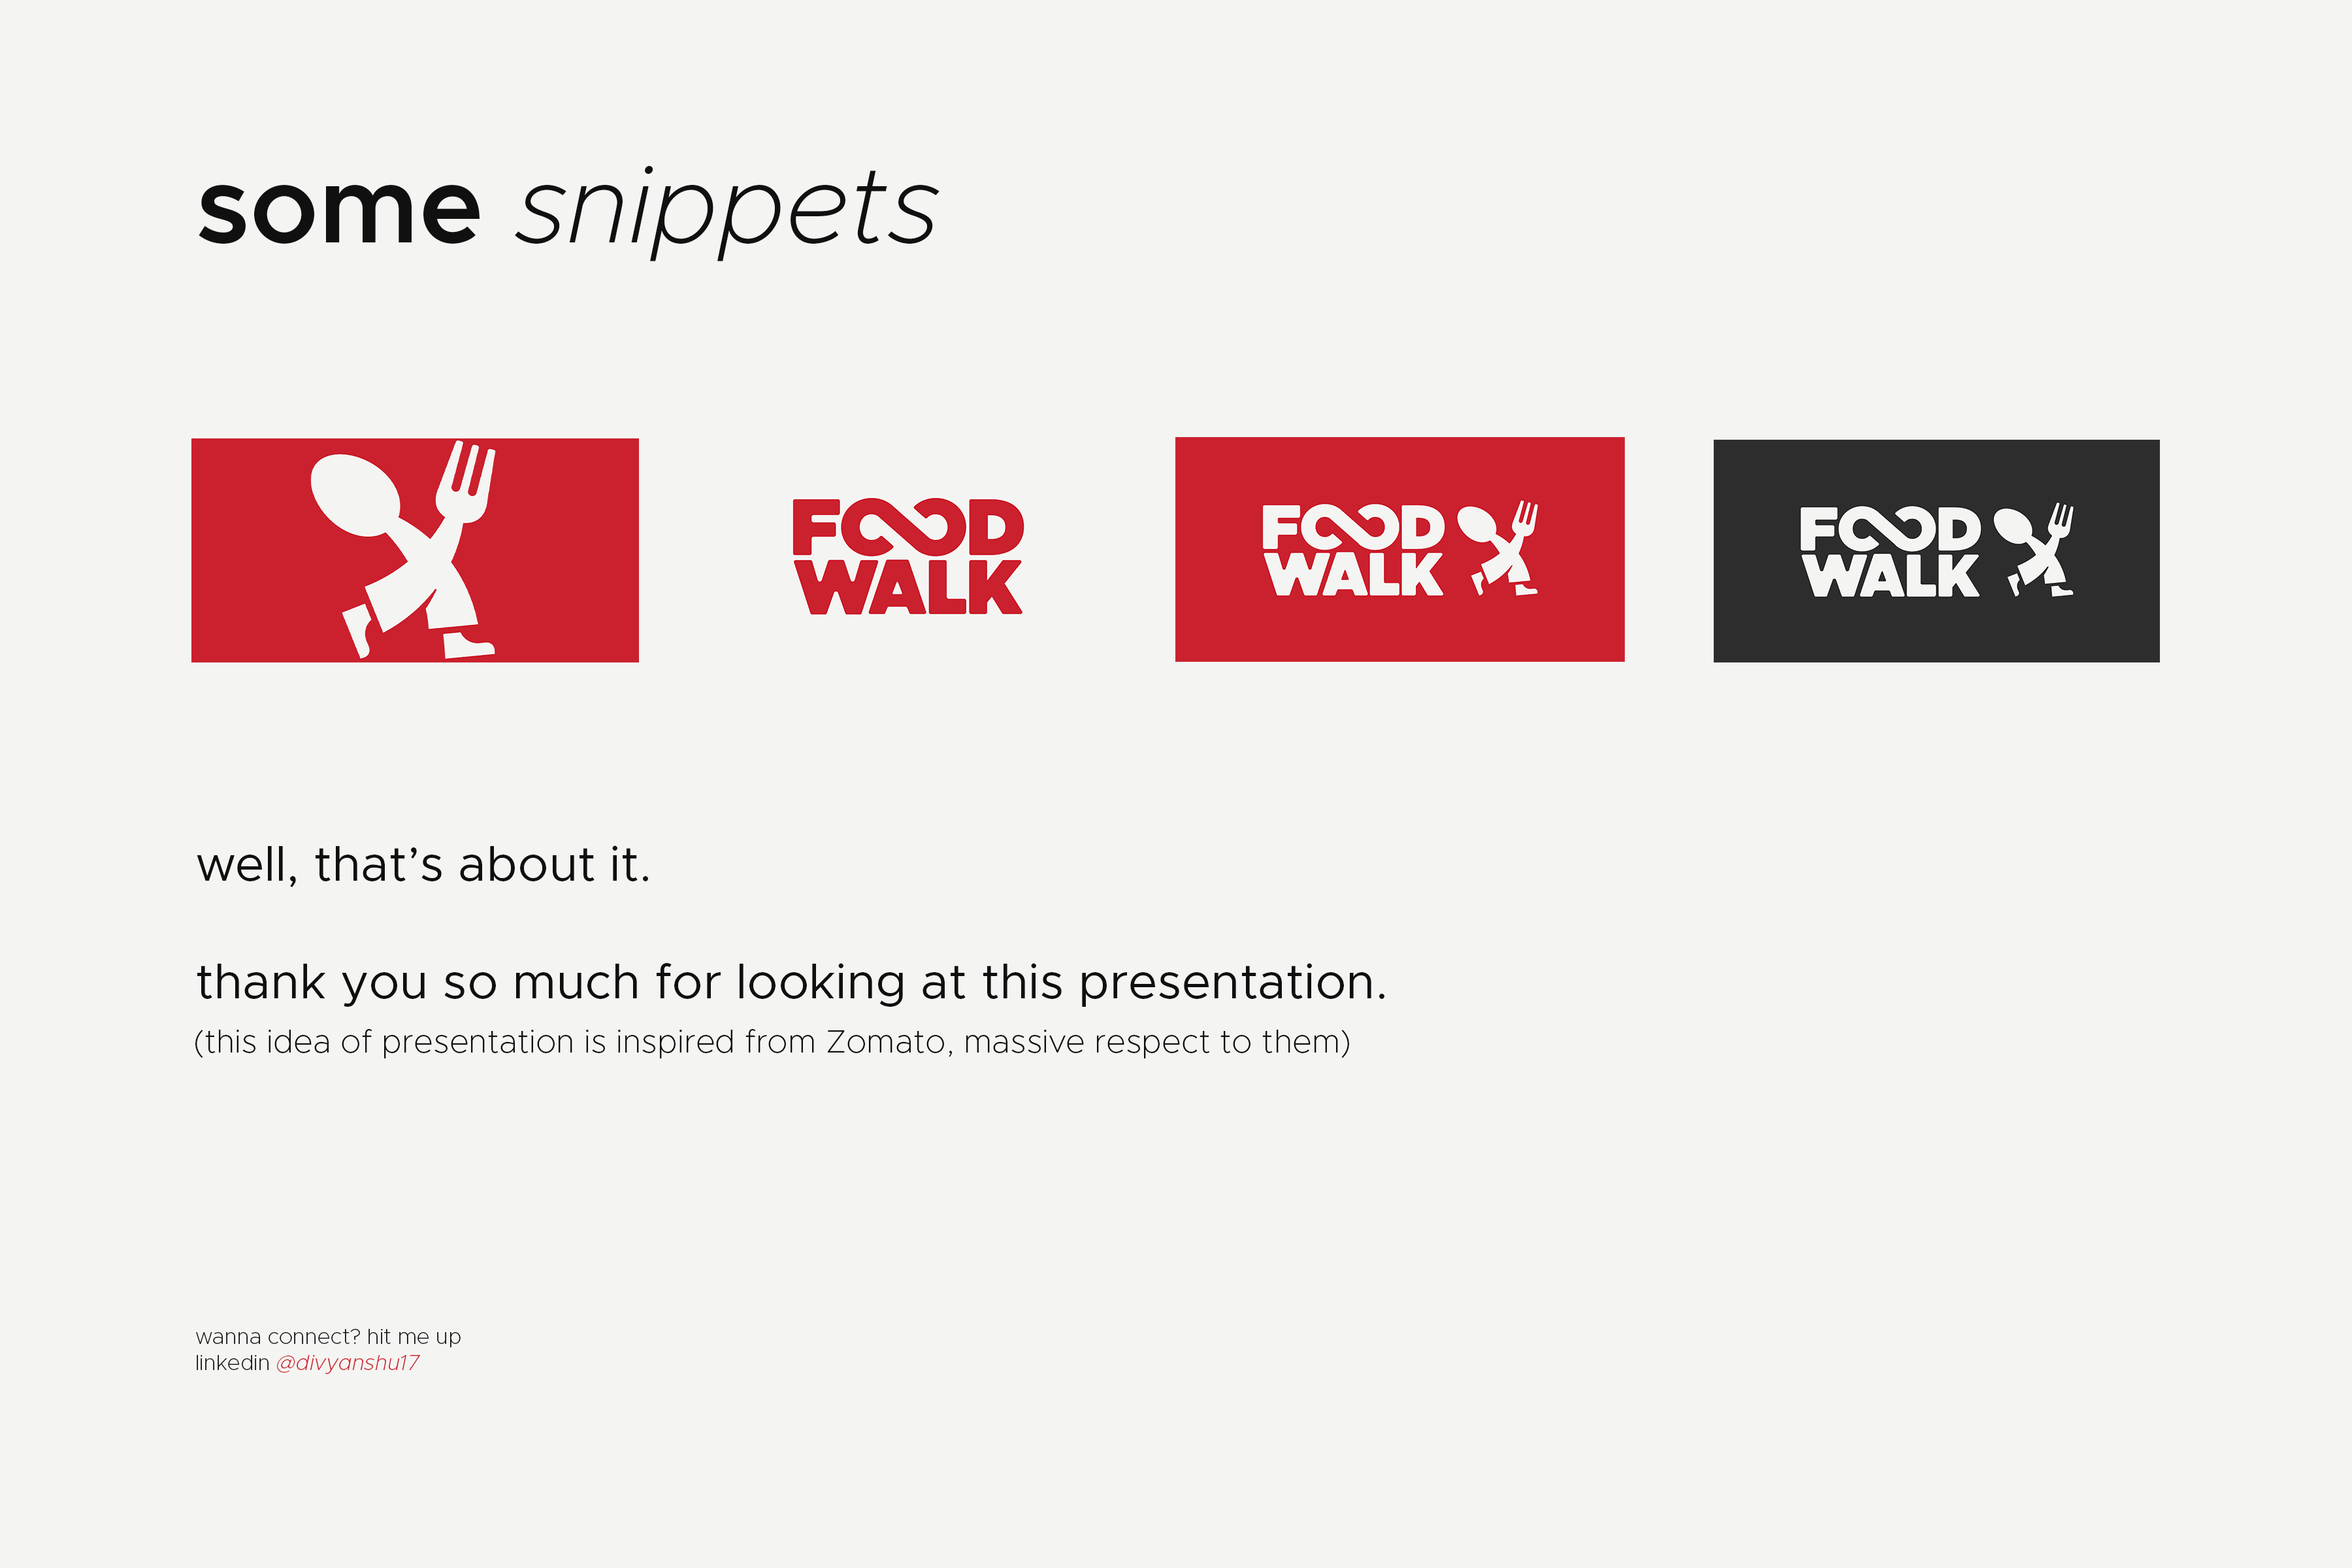 some snippets
FOOD
WALK
FOOD
WALK
FOOD
WALK
well, that’s about it.
thank you so much for looking at this presentation.
(this idea of presentation is inspired from Zomato, massive respect to them)
wanna connect? hit me up
linkedin @divyanshu17